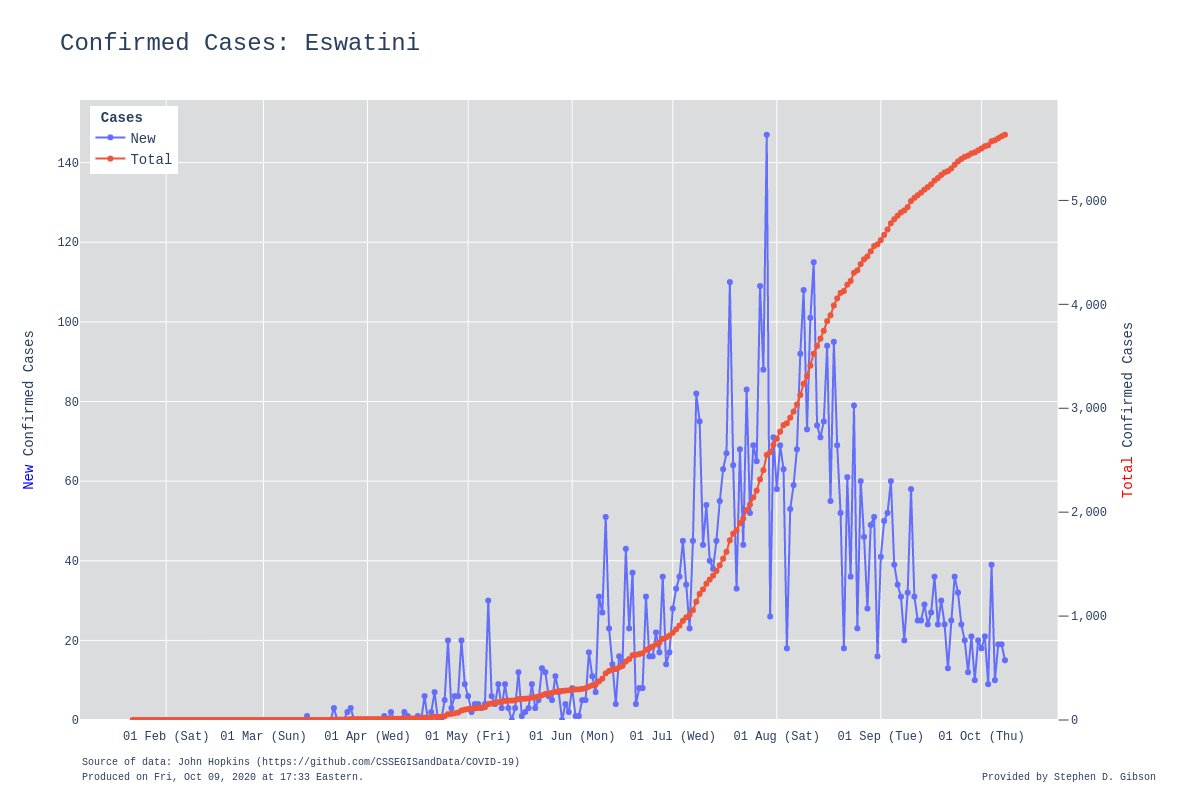 Confirmed Cases: Eswatini
Cases
New
Total
140
120
100
80
60
40
20
0
5,000
4,000
3,000
2,000
1,000
0
New Confirmed Cases
Total Confirmed Cases
01 Feb (Sat) 01 Mar (Sun) 01 Apr (Wed) 01 May (Fri) 01 Jun (Mon) 01 Jul (Wed) 01 Aug (Sat) 01 Sep (Tue) 01 Oct (Thu)
Source of data: John Hopkins (https://github.com/CSSEGISandData/COVID-19)
Produced on Fri, Oct 09, 2020 at 17:33 Eastern.
Provided by Stephen D. Gibson